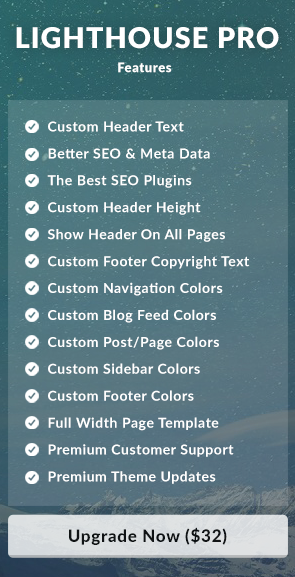 LIGHTHOUSE PRO
Features
Custom Header Text
Better SEO & Meta Data
The Best SEO Plugins
Custom Header Height
Show Header On All Pages
Custom Footer Copyright Text
Custom Navigation Colors
Custom Blog Feed Colors
Custom Post/Page Colors
Custom Sidebar Colors
Custom Footer Colors
Full Width Page Template
Premium Customer Support
Premium Theme Updates
Upgrade Now ($32)